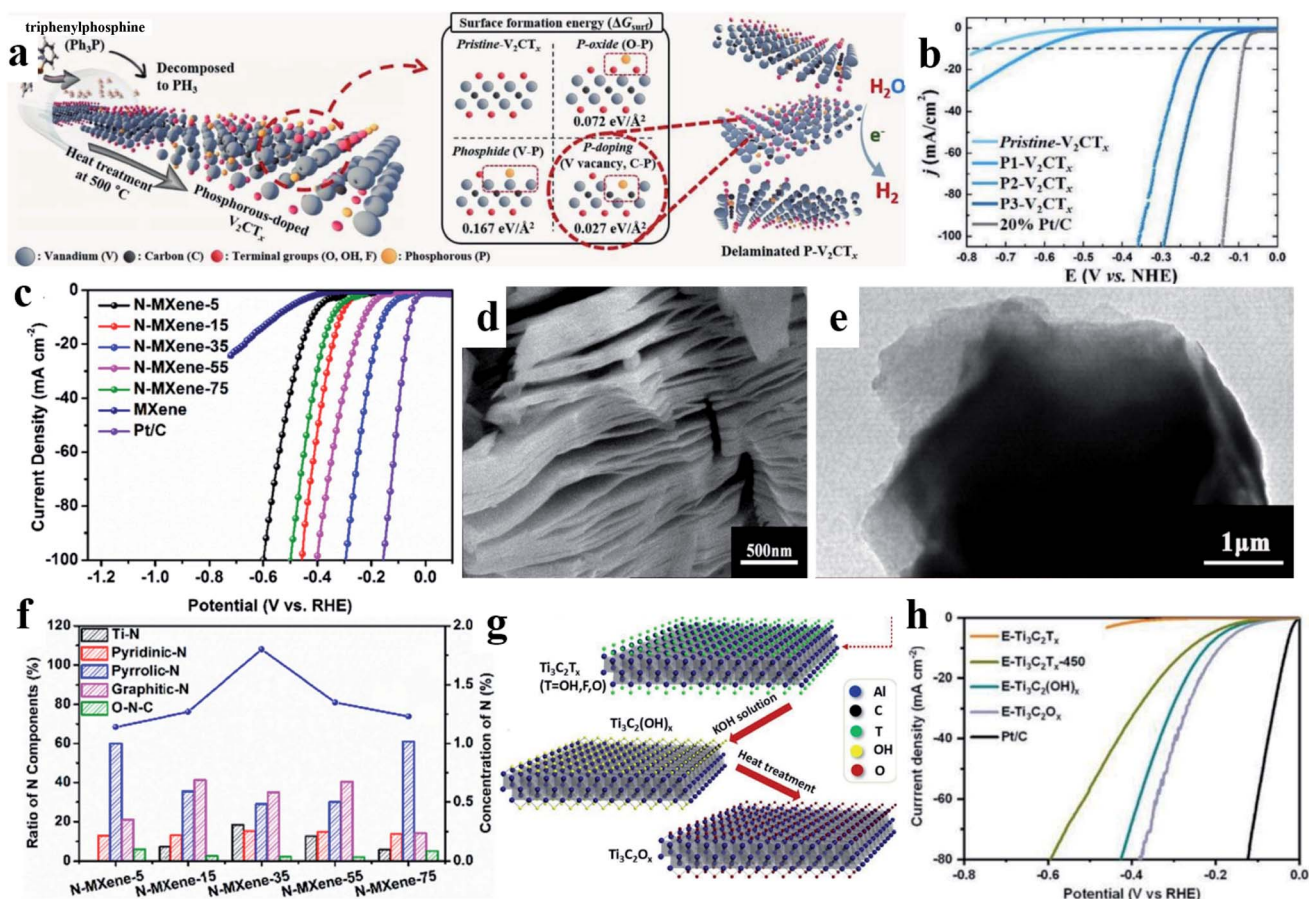 a
triphenylphosphine
(Ph3P)
Decomposed
to PH3
Heat treatment
at 500 °C
Phosphorous-doped
V2CTx
Surface formation energy (ΔGsurf)
Pristine-V2CTx
P-oxide (O-P)
0.072 eV/Å2
Phosphide (V-P)
0.167 eV/Å2
P-doping
(V vacancy, C-P)
0.027 eV/Å2
H2O
e-
H2
Delaminated P-V2CTx
: Vanadium (V) : Carbon (C) : Terminal groups (O, OH, F) : Phosphorous (P)
b
j (mA/cm2)
0
-20
-40
-60
-80
-100
Pristine-V2CTx
P1-V2CTx
P2-V2CTx
P3-V2CTx
20% Pt/C
-0.8 -0.7 -0.6 -0.5 -0.4 -0.3 -0.2 -0.1 0.0
E (V vs. NHE)
c
Current Density (mA cm-2)
0
-20
-40
-60
-80
-100
N-MXene-5
N-MXene-15
N-MXene-35
N-MXene-55
N-MXene-75
MXene
Pt/C
-1.2 -1.0 -0.8 -0.6 -0.4 -0.2 0.0
Potential (V vs. RHE)
d
500nm
e
1μm
f
Ratio of N Components (%)
120
100
80
60
40
20
0
Ti-N
Pyridinic-N
Pyrrolic-N
Graphitic-N
O-N-C
2.0
1.5
1.0
0.5
0.0
Concentration of N (%)
N-MXene-5 N-MXene-15 N-MXene-35 N-MXene-55 N-MXene-75
g
Ti3C2Tx
(T=OH,F,O)
Ti3C2(OH)x
KOH solution
Heat treatment
Ti3C2Ox
Al
C
T
OH
O
h
Currrent density (mA cm-2)
0
-20
-40
-60
-80
E-Ti3C2Tx
E-Ti3C2Tx-450
E-Ti3C2(OH)x
E-Ti3C2Ox
Pt/C
-0.8 -0.6 -0.4 -0.2 0.0
Potential (V vs RHE)